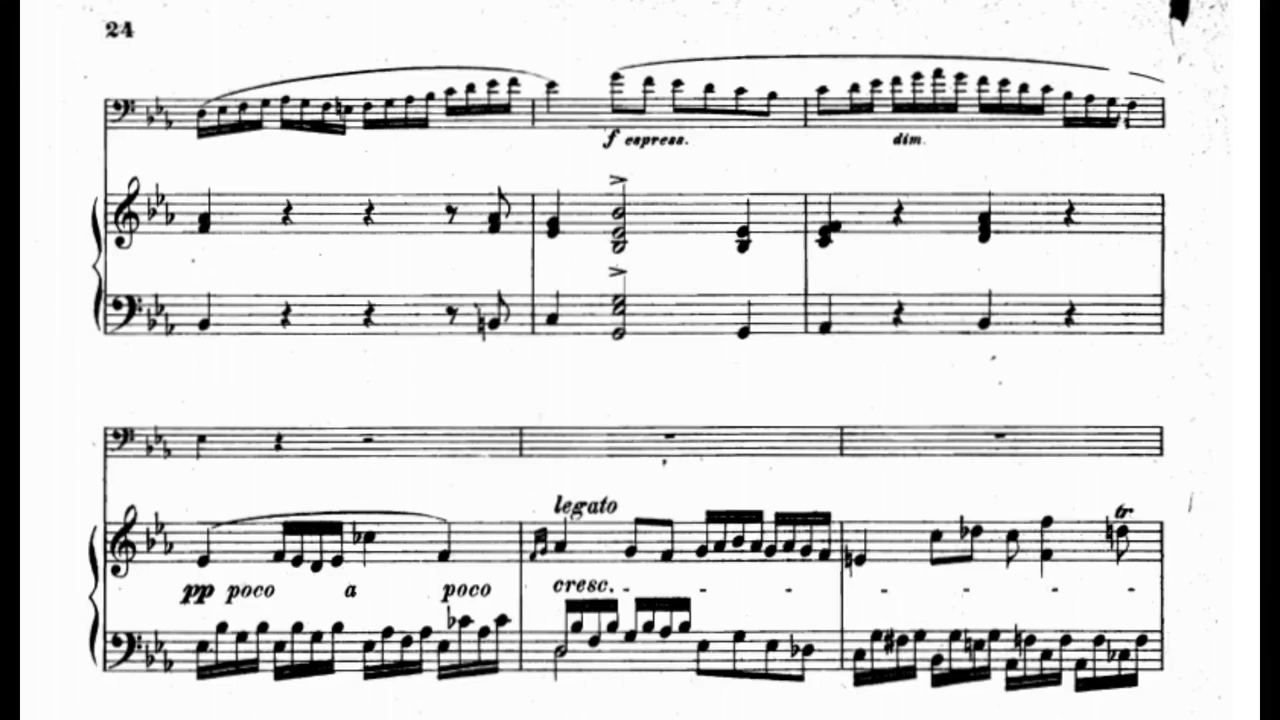 24
f espress.
dim.
legato
tr
pp poco a poco cresc. - - - - - -